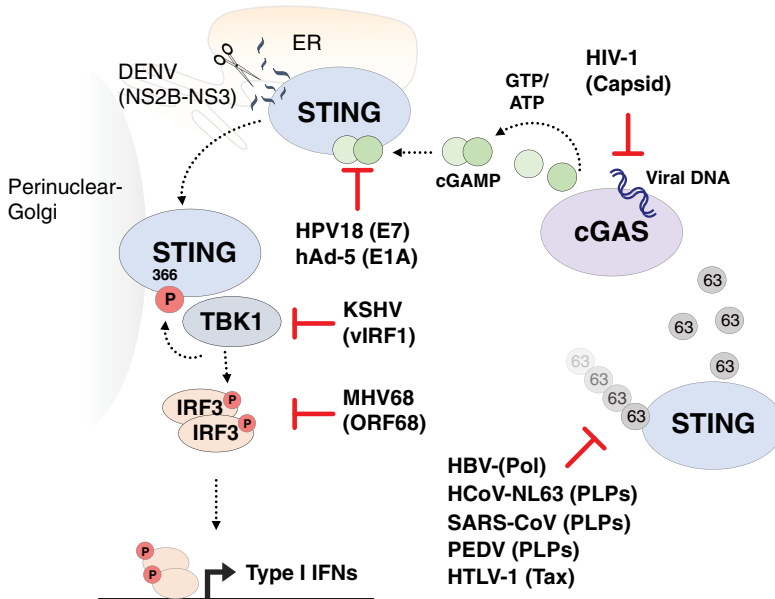 ER
DENV
(NS2B-NS3)
STING
GTP/
ATP
HIV-1
(Capsid)
cGAMP
Viral DNA
cGAS
Perinuclear-
Golgi
HPV18 (E7)
hAd-5 (E1A)
STING
366
P
TBK1
KSHV
(vIRF1)
IRF3
P
IRF3
P
MHV68
(ORF68)
63
63
63
63
63
63
63
63
STING
HBV-(Pol)
HCoV-NL63 (PLPs)
SARS-CoV (PLPs)
PEDV (PLPs)
HTLV-1 (Tax)
P
P
Type I IFNs